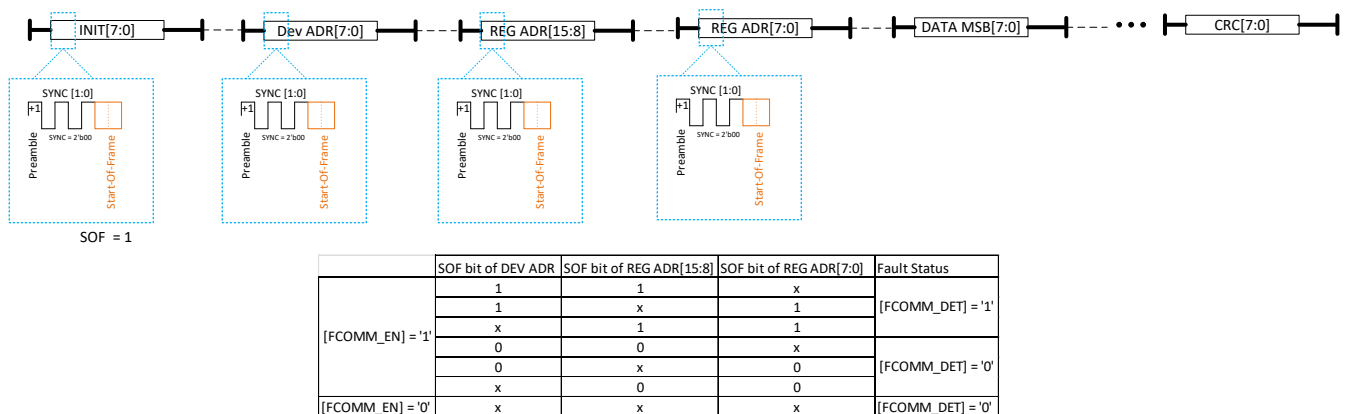 INIT[7:0] Dev ADR[7:0] REG ADR[15:8] REG ADR[7:0] DATA MSB[7:0] CRC[7:0]
SYNC [1:0] SYNC [1:0] SYNC [1:0] SYNC [1:0]
+1 +1 +1 +1
SYNC = 2'b00 SYNC = 2'b00 SYNC = 2'b00 SYNC = 2'b00
Preamble Start-Of-Frame Preamble Start-Of-Frame Preamble Start-Of-Frame Preamble Start-Of-Frame
SOF = 1
SOF bit of DEV ADR SOF bit of REG ADR[15:8] SOF bit of REG ADR[7:0] Fault Status
[FCOMM_EN] = '1' 1 1 x [FCOMM_DET] = '1'
1 x 1
x 1 1
0 0 x [FCOMM_DET] = '0'
0 x 0
x 0 0
[FCOMM_EN] = '0' x x x [FCOMM_DET] = '0'